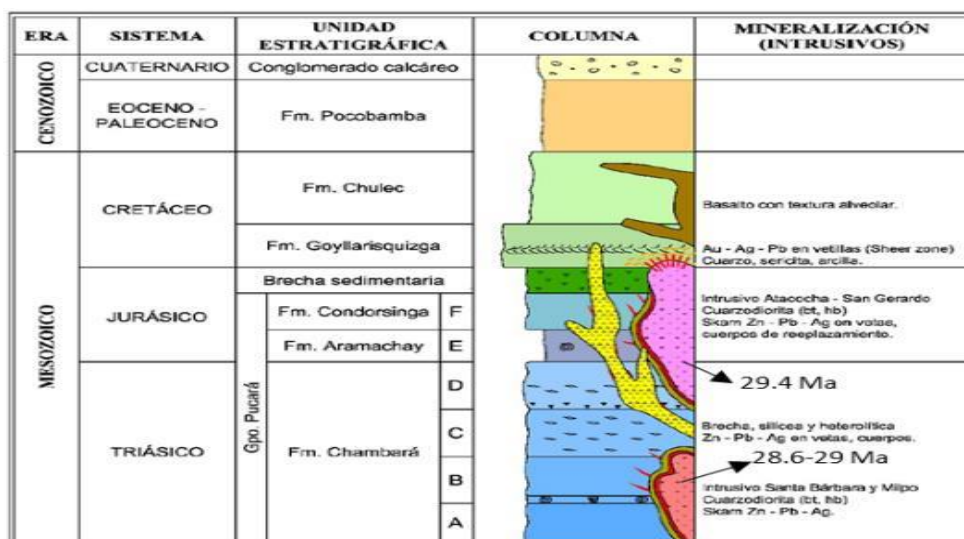 ERA
SISTEMA
UNIDAD
ESTRATIGRÁFICA
COLUMNA
MINERALIZACIÓN
(INTRUSIVOS)
CENOZOICO
CUATERNARIO
Conglomerado calcáreo
EOCENO -
PALEOCENO
Fm. Pocobamba
MESOZOICO
CRETÁCEO
Fm. Chulec
Basalto con textura alveolar.
Fm. Goyllarisquizga
Au - Ag - Pb en vetillas (Sheer zone)
Cuarzo, sericita, arcilla.
Brecha sedimentaria
JURÁSICO
Gpo. Pucará
Fm. Condorsinga
F
Intrusivo Atacocha - San Gerardo
Cuarzodiorita (bt, hb)
Skarn Zn - Pb - Ag en vetas,
cuerpos de reeplazamiento.
Fm. Aramachay
E
29.4 Ma
TRIÁSICO
Fm. Chambará
D
C
B
A
Brecha, silícea y heterolítica
Zn - Pb - Ag en vetas, cuerpos.
28.6-29 Ma
Intrusivo Santa Bárbara y Milpo
Cuarzodiorita (bt, hb)
Skarn Zn - Pb - Ag.